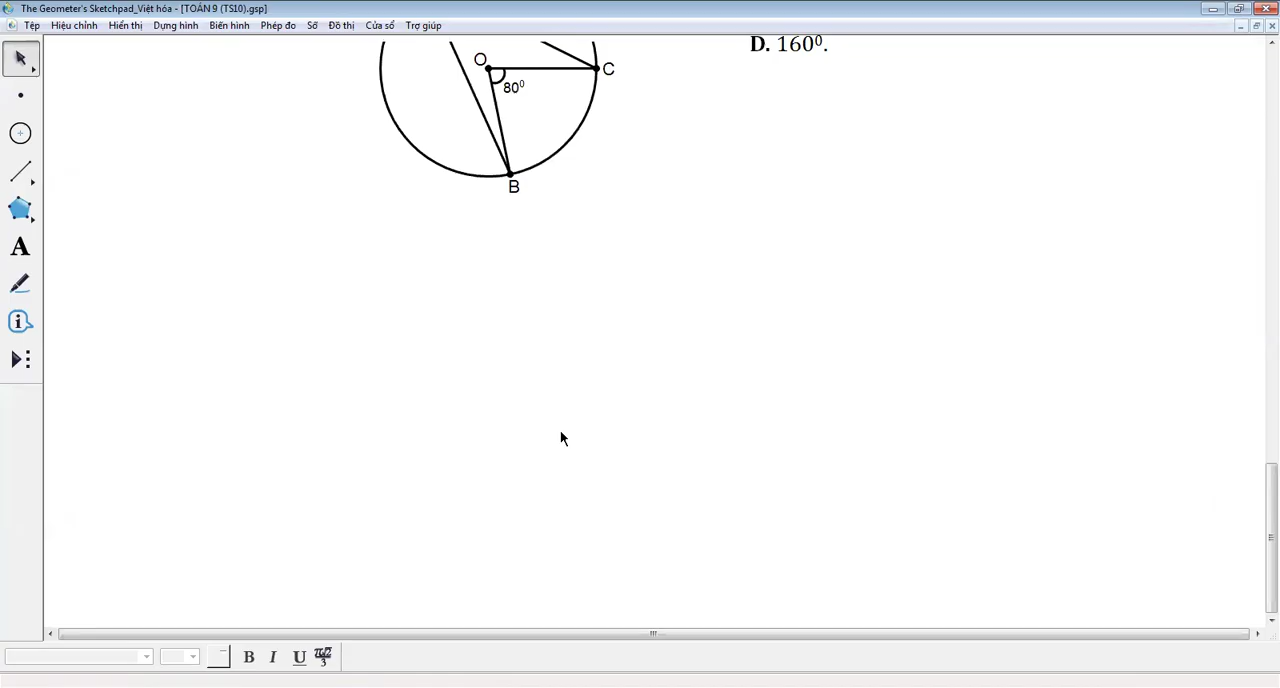 The Geometer's Sketchpad_Việt hóa - [TOÁN 9 (TS10).gsp]
Tệp Hiệu chỉnh Hiển thị Dựng hình Biến hình Phép đo Số Đồ thị Cửa sổ Trợ giúp
D. 160⁰.
O
C
80⁰
B
A
B I U